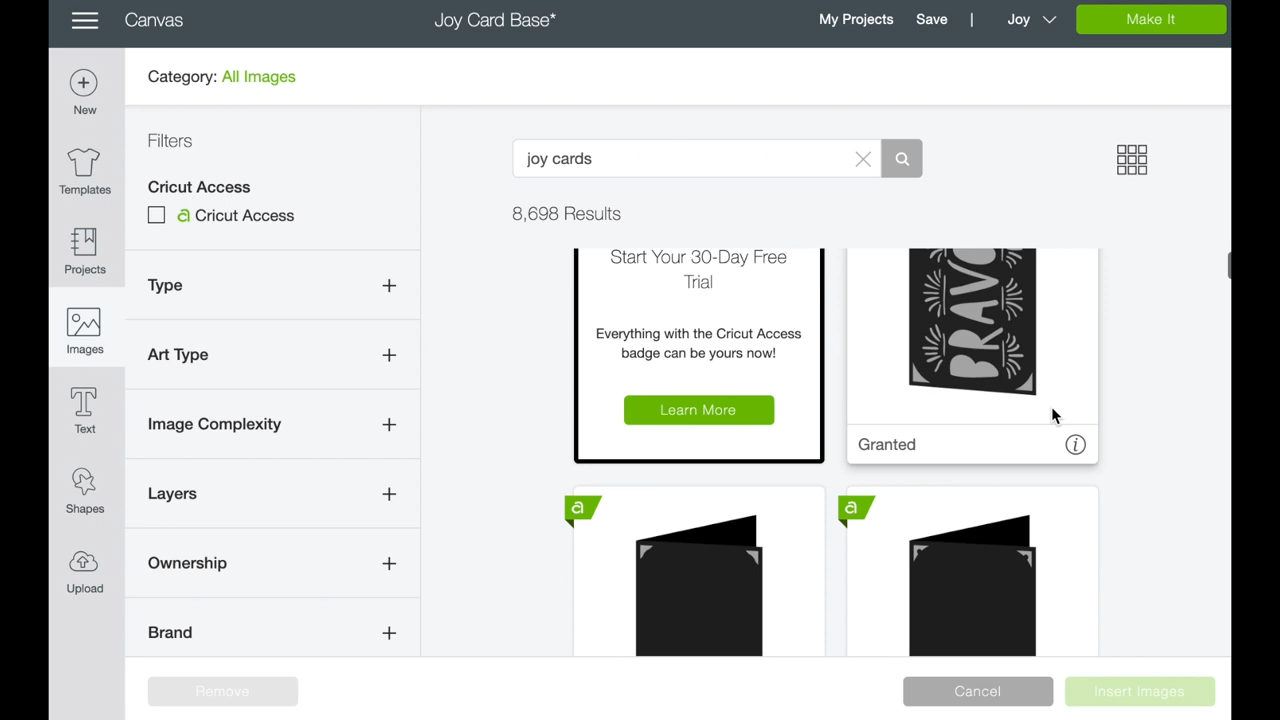 Canvas
Joy Card Base*
My Projects
Save
|
Joy
Make It
New
Templates
Projects
Images
Text
Shapes
Upload
Category: All Images
Filters
Cricut Access
a Cricut Access
Type
Art Type
Image Complexity
Layers
Ownership
Brand
joy cards
8,698 Results
Start Your 30-Day Free
Trial
Everything with the Cricut Access
badge can be yours now!
Learn More
BRAVO
Granted
i
a
a
Remove
Cancel
Insert Images